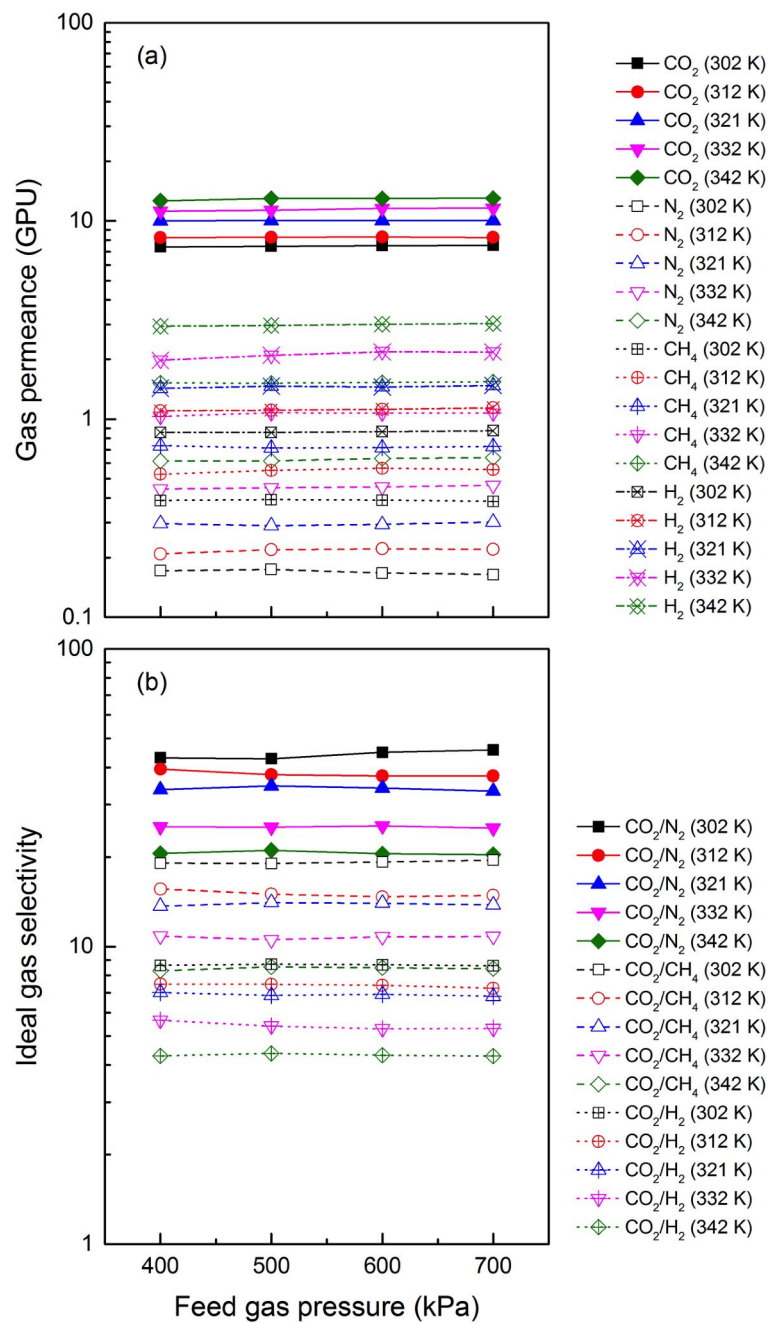 (a)
100
10
1
0.1
Gas permeance (GPU)
CO₂ (302 K)
CO₂ (312 K)
CO₂ (321 K)
CO₂ (332 K)
CO₂ (342 K)
N₂ (302 K)
N₂ (312 K)
N₂ (321 K)
N₂ (332 K)
N₂ (342 K)
CH₄ (302 K)
CH₄ (312 K)
CH₄ (321 K)
CH₄ (332 K)
CH₄ (342 K)
H₂ (302 K)
H₂ (312 K)
H₂ (321 K)
H₂ (332 K)
H₂ (342 K)
(b)
100
10
1
Ideal gas selectivity
400 500 600 700
Feed gas pressure (kPa)
CO₂/N₂ (302 K)
CO₂/N₂ (312 K)
CO₂/N₂ (321 K)
CO₂/N₂ (332 K)
CO₂/N₂ (342 K)
CO₂/CH₄ (302 K)
CO₂/CH₄ (312 K)
CO₂/CH₄ (321 K)
CO₂/CH₄ (332 K)
CO₂/CH₄ (342 K)
CO₂/H₂ (302 K)
CO₂/H₂ (312 K)
CO₂/H₂ (321 K)
CO₂/H₂ (332 K)
CO₂/H₂ (342 K)